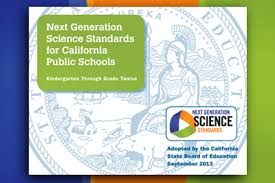 Next Generation
Science Standards
for California
Public Schools
Kindergarten Through Grade Twelve
NEXT GENERATION
SCIENCE
STANDARDS
Adopted by the California
State Board of Education
September 2013